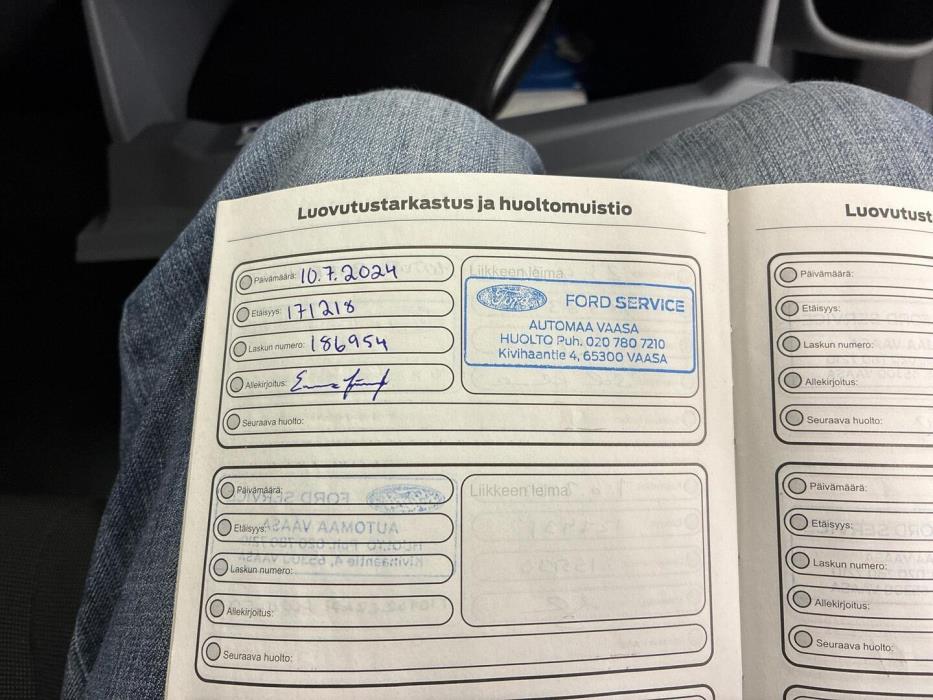 Luovutustarkastus ja huoltomuistio
Päivämäärä: 10.7.2024
Etäisyys: 171218
Laskun numero: 186954
Allekirjoitus:
Seuraava huolto:
Liikkeen leima
Ford FORD SERVICE
AUTOMAA VAASA
HUOLTO Puh. 020 780 7210
Kivihaantie 4, 65300 VAASA
Päivämäärä:
Etäisyys:
Laskun numero:
Allekirjoitus:
Seuraava huolto:
Liikkeen leima
Luovutust
Päivämäärä:
Etäisyys:
Laskun numero:
Allekirjoitus:
Seuraava huolto:
Päivämäärä:
Etäisyys:
Laskun numero:
Allekirjoitus:
Seuraava huolto: